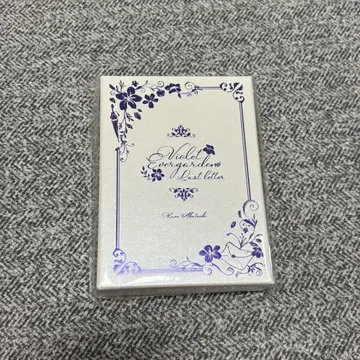 Violet
Evergarden
Last letter
Kana Akatsuki